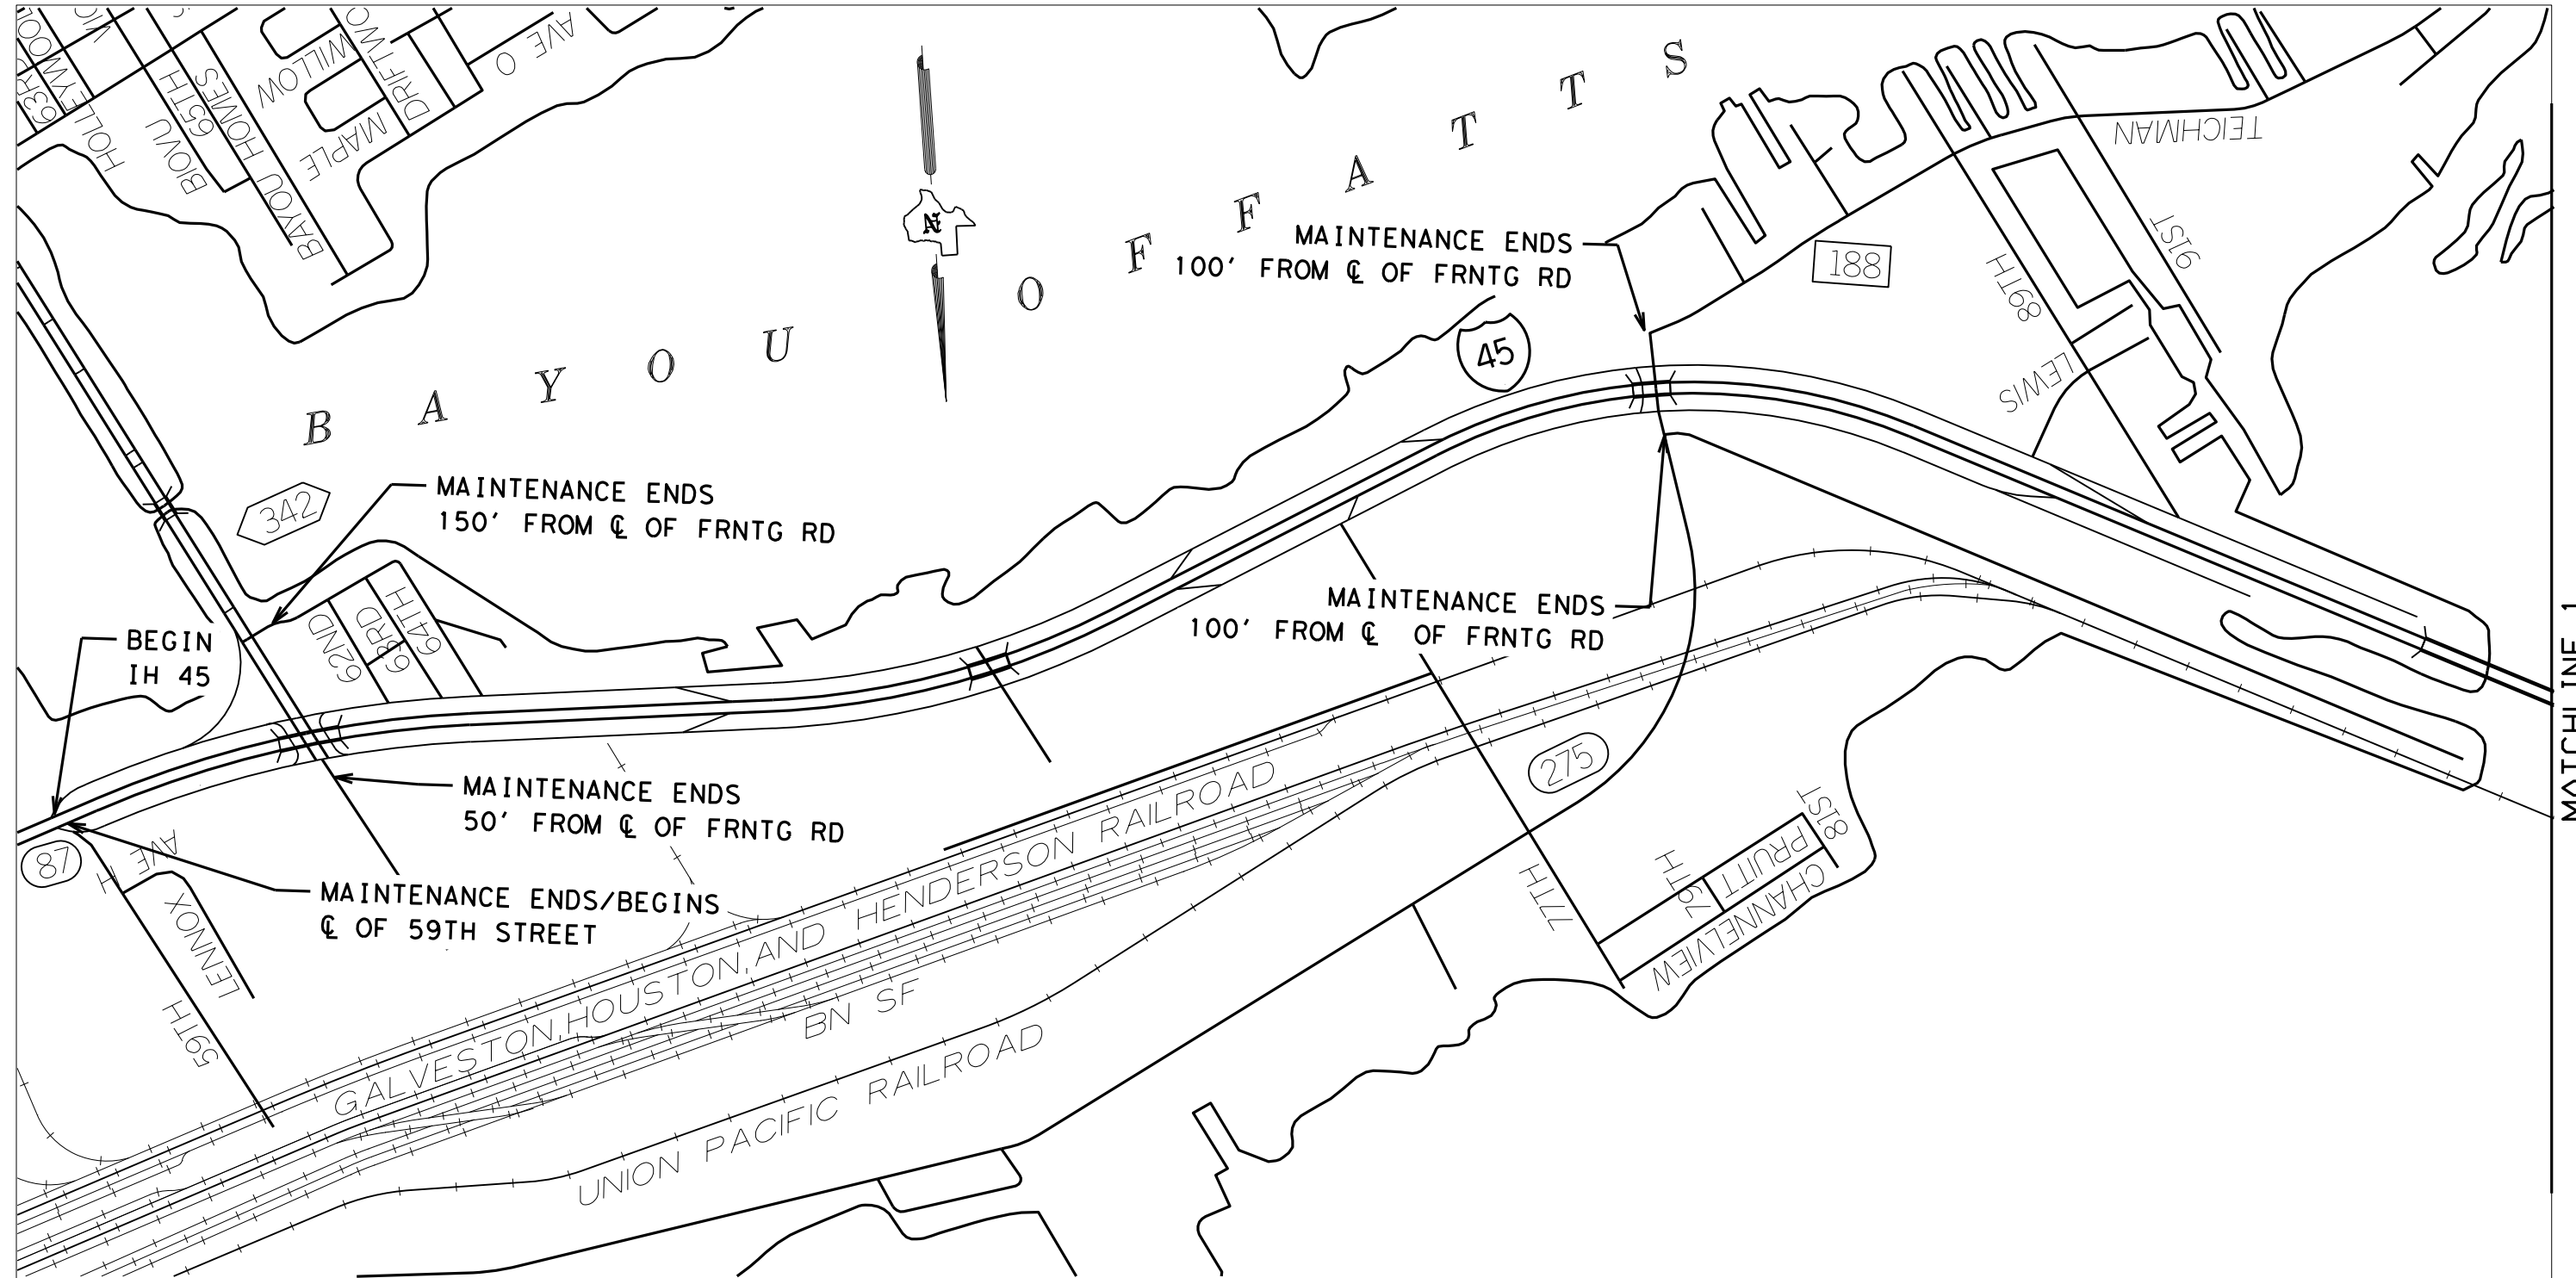 HOLLEYWOOD
65TH
BIOVU
BAYOU HOMES
WILLOW
MAPLE
AVE O
BAYOU OFFATTS
N
MAINTENANCE ENDS
100' FROM ℄ OF FRNTG RD
45
188
TEICHMAN
91ST
89TH
LEWIS
342
MAINTENANCE ENDS
150' FROM ℄ OF FRNTG RD
62ND
63RD
64TH
BEGIN
IH 45
MAINTENANCE ENDS
100' FROM ℄ OF FRNTG RD
MAINTENANCE ENDS
50' FROM ℄ OF FRNTG RD
87
AVE H
LENNOX
59TH
MAINTENANCE ENDS/BEGINS
℄ OF 59TH STREET
GALVESTON, HOUSTON, AND HENDERSON RAILROAD
BN SF
UNION PACIFIC RAILROAD
275
77TH
79TH
PRUITT
81ST
CHANNELVIEW
MATCHLINE 1